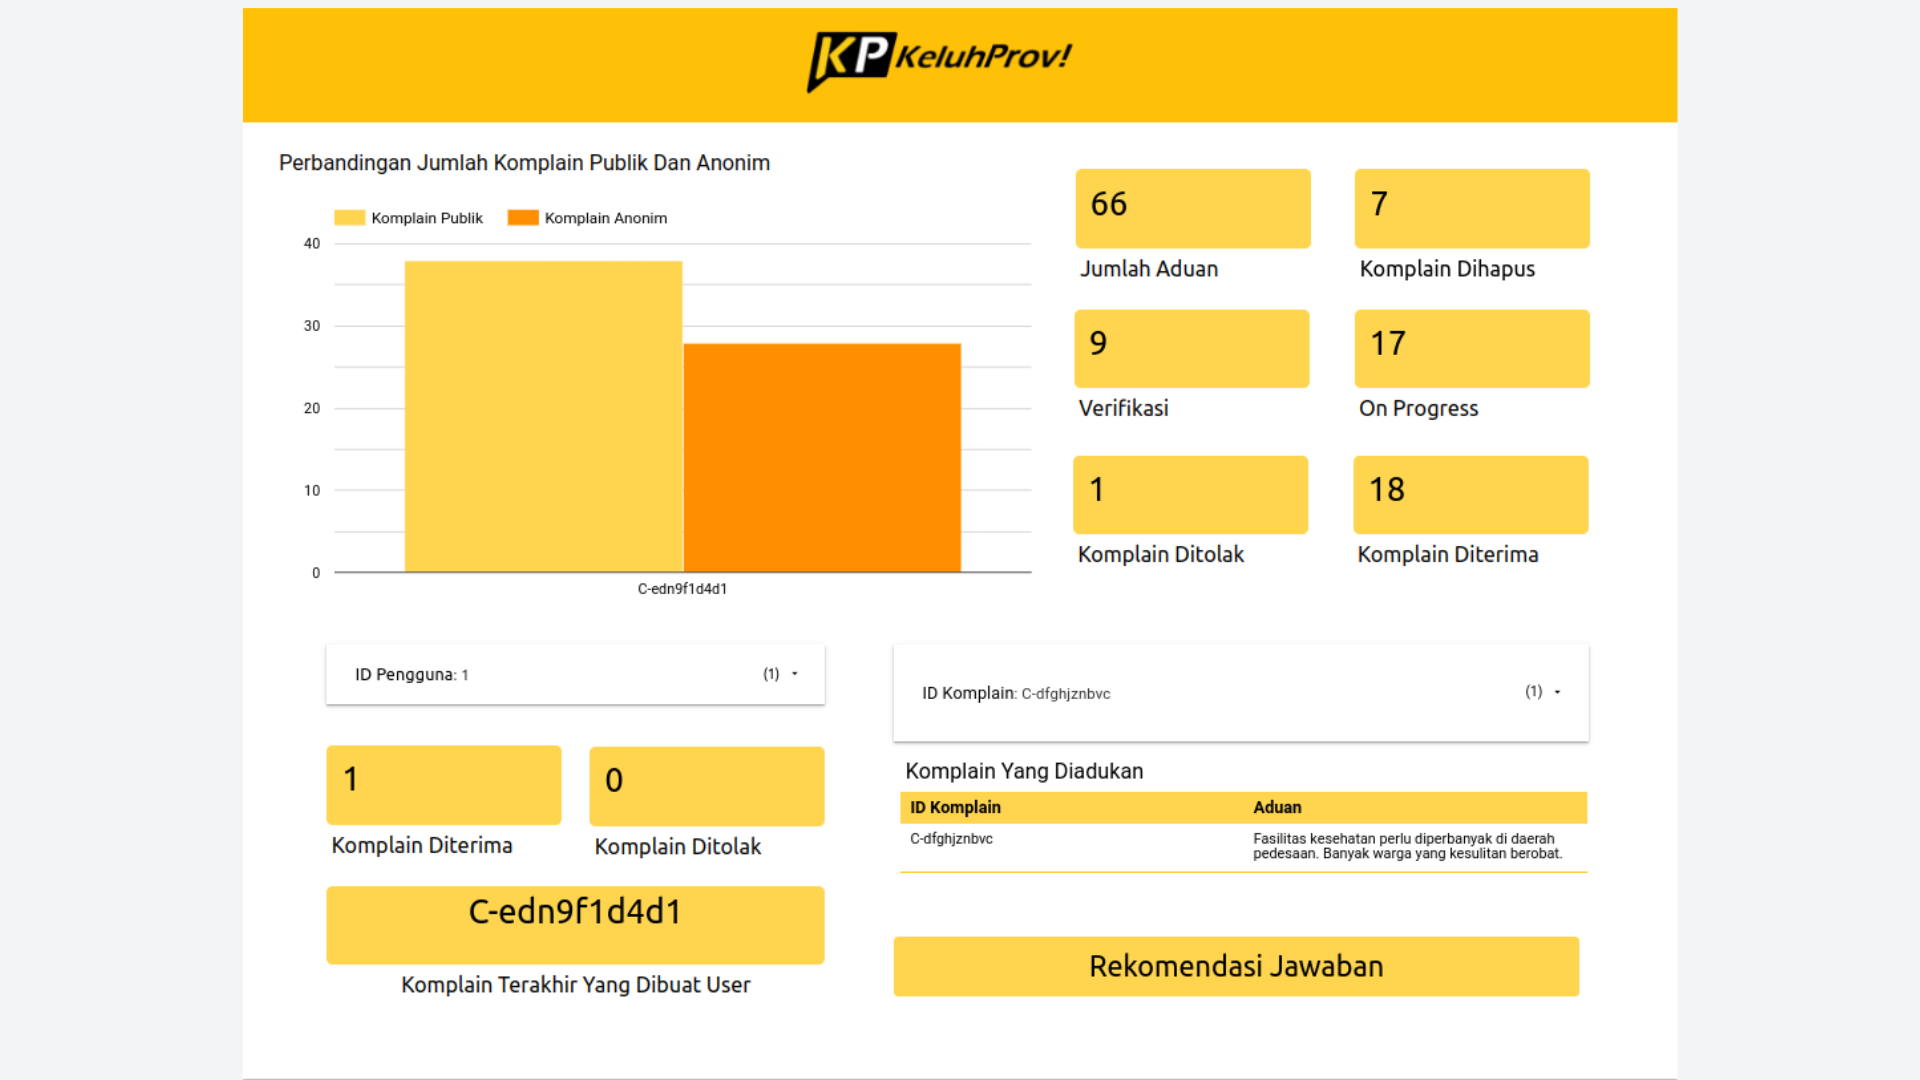 KP KeluhProv!
Perbandingan Jumlah Komplain Publik Dan Anonim
Komplain Publik
Komplain Anonim
40
30
20
10
0
C-edn9f1d4d1
66
Jumlah Aduan
7
Komplain Dihapus
9
Verifikasi
17
On Progress
1
Komplain Ditolak
18
Komplain Diterima
ID Pengguna: 1
(1)
1
Komplain Diterima
0
Komplain Ditolak
C-edn9f1d4d1
Komplain Terakhir Yang Dibuat User
ID Komplain: C-dfghjznbvc
(1)
Komplain Yang Diadukan
ID Komplain
Aduan
C-dfghjznbvc
Fasilitas kesehatan perlu diperbanyak di daerah
pedesaan. Banyak warga yang kesulitan berobat.
Rekomendasi Jawaban